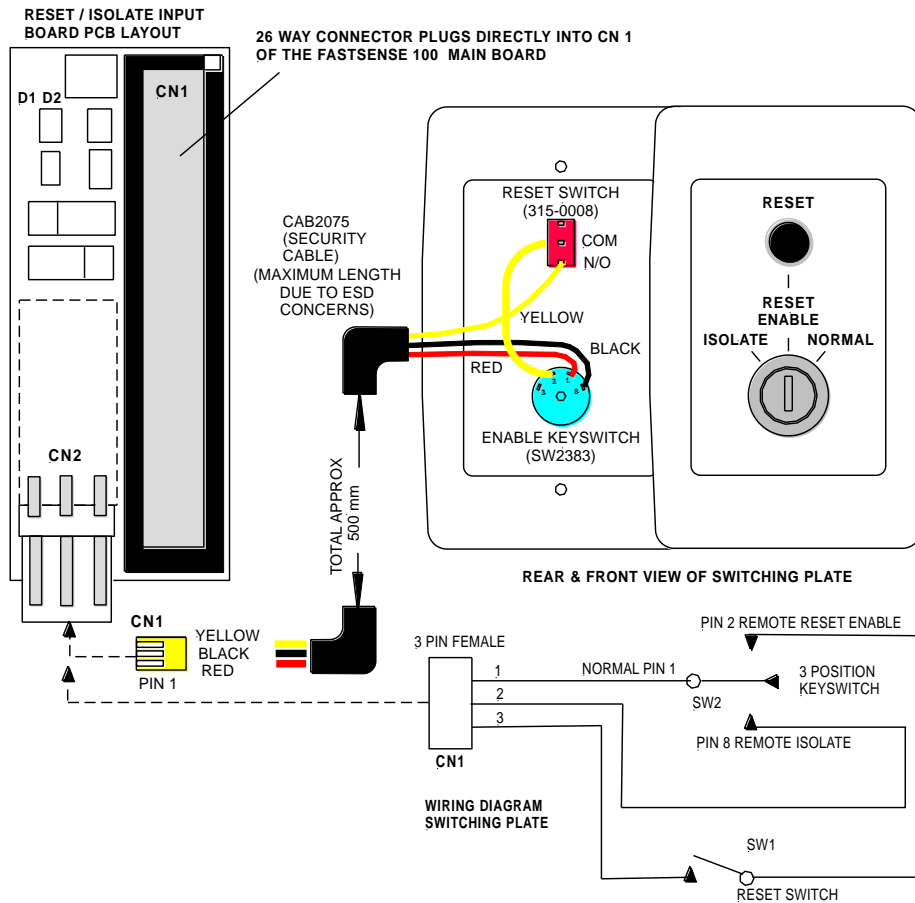 RESET / ISOLATE INPUT
BOARD PCB LAYOUT
26 WAY CONNECTOR PLUGS DIRECTLY INTO CN 1
OF THE FASTSENSE 100 MAIN BOARD
D1 D2
CN1
CN2
CAB2075
(SECURITY
CABLE)
(MAXIMUM LENGTH
DUE TO ESD
CONCERNS)
RESET SWITCH
(315-0008)
COM
N/O
YELLOW
BLACK
RED
3 2 1 8
ENABLE KEYSWITCH
(SW2383)
RESET
RESET
ENABLE
ISOLATE
NORMAL
TOTAL APPROX
500 mm
REAR & FRONT VIEW OF SWITCHING PLATE
CN1
PIN 1
YELLOW
BLACK
RED
3 PIN FEMALE
1
2
3
CN1
WIRING DIAGRAM
SWITCHING PLATE
PIN 2 REMOTE RESET ENABLE
NORMAL PIN 1
SW2
3 POSITION
KEYSWITCH
PIN 8 REMOTE ISOLATE
SW1
RESET SWITCH